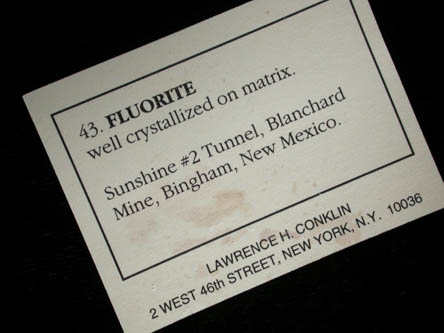 43. FLUORITE
well crystallized on matrix.
Sunshine #2 Tunnel, Blanchard
Mine, Bingham, New Mexico.
LAWRENCE H. CONKLIN
2 WEST 46th STREET, NEW YORK, N.Y. 10036